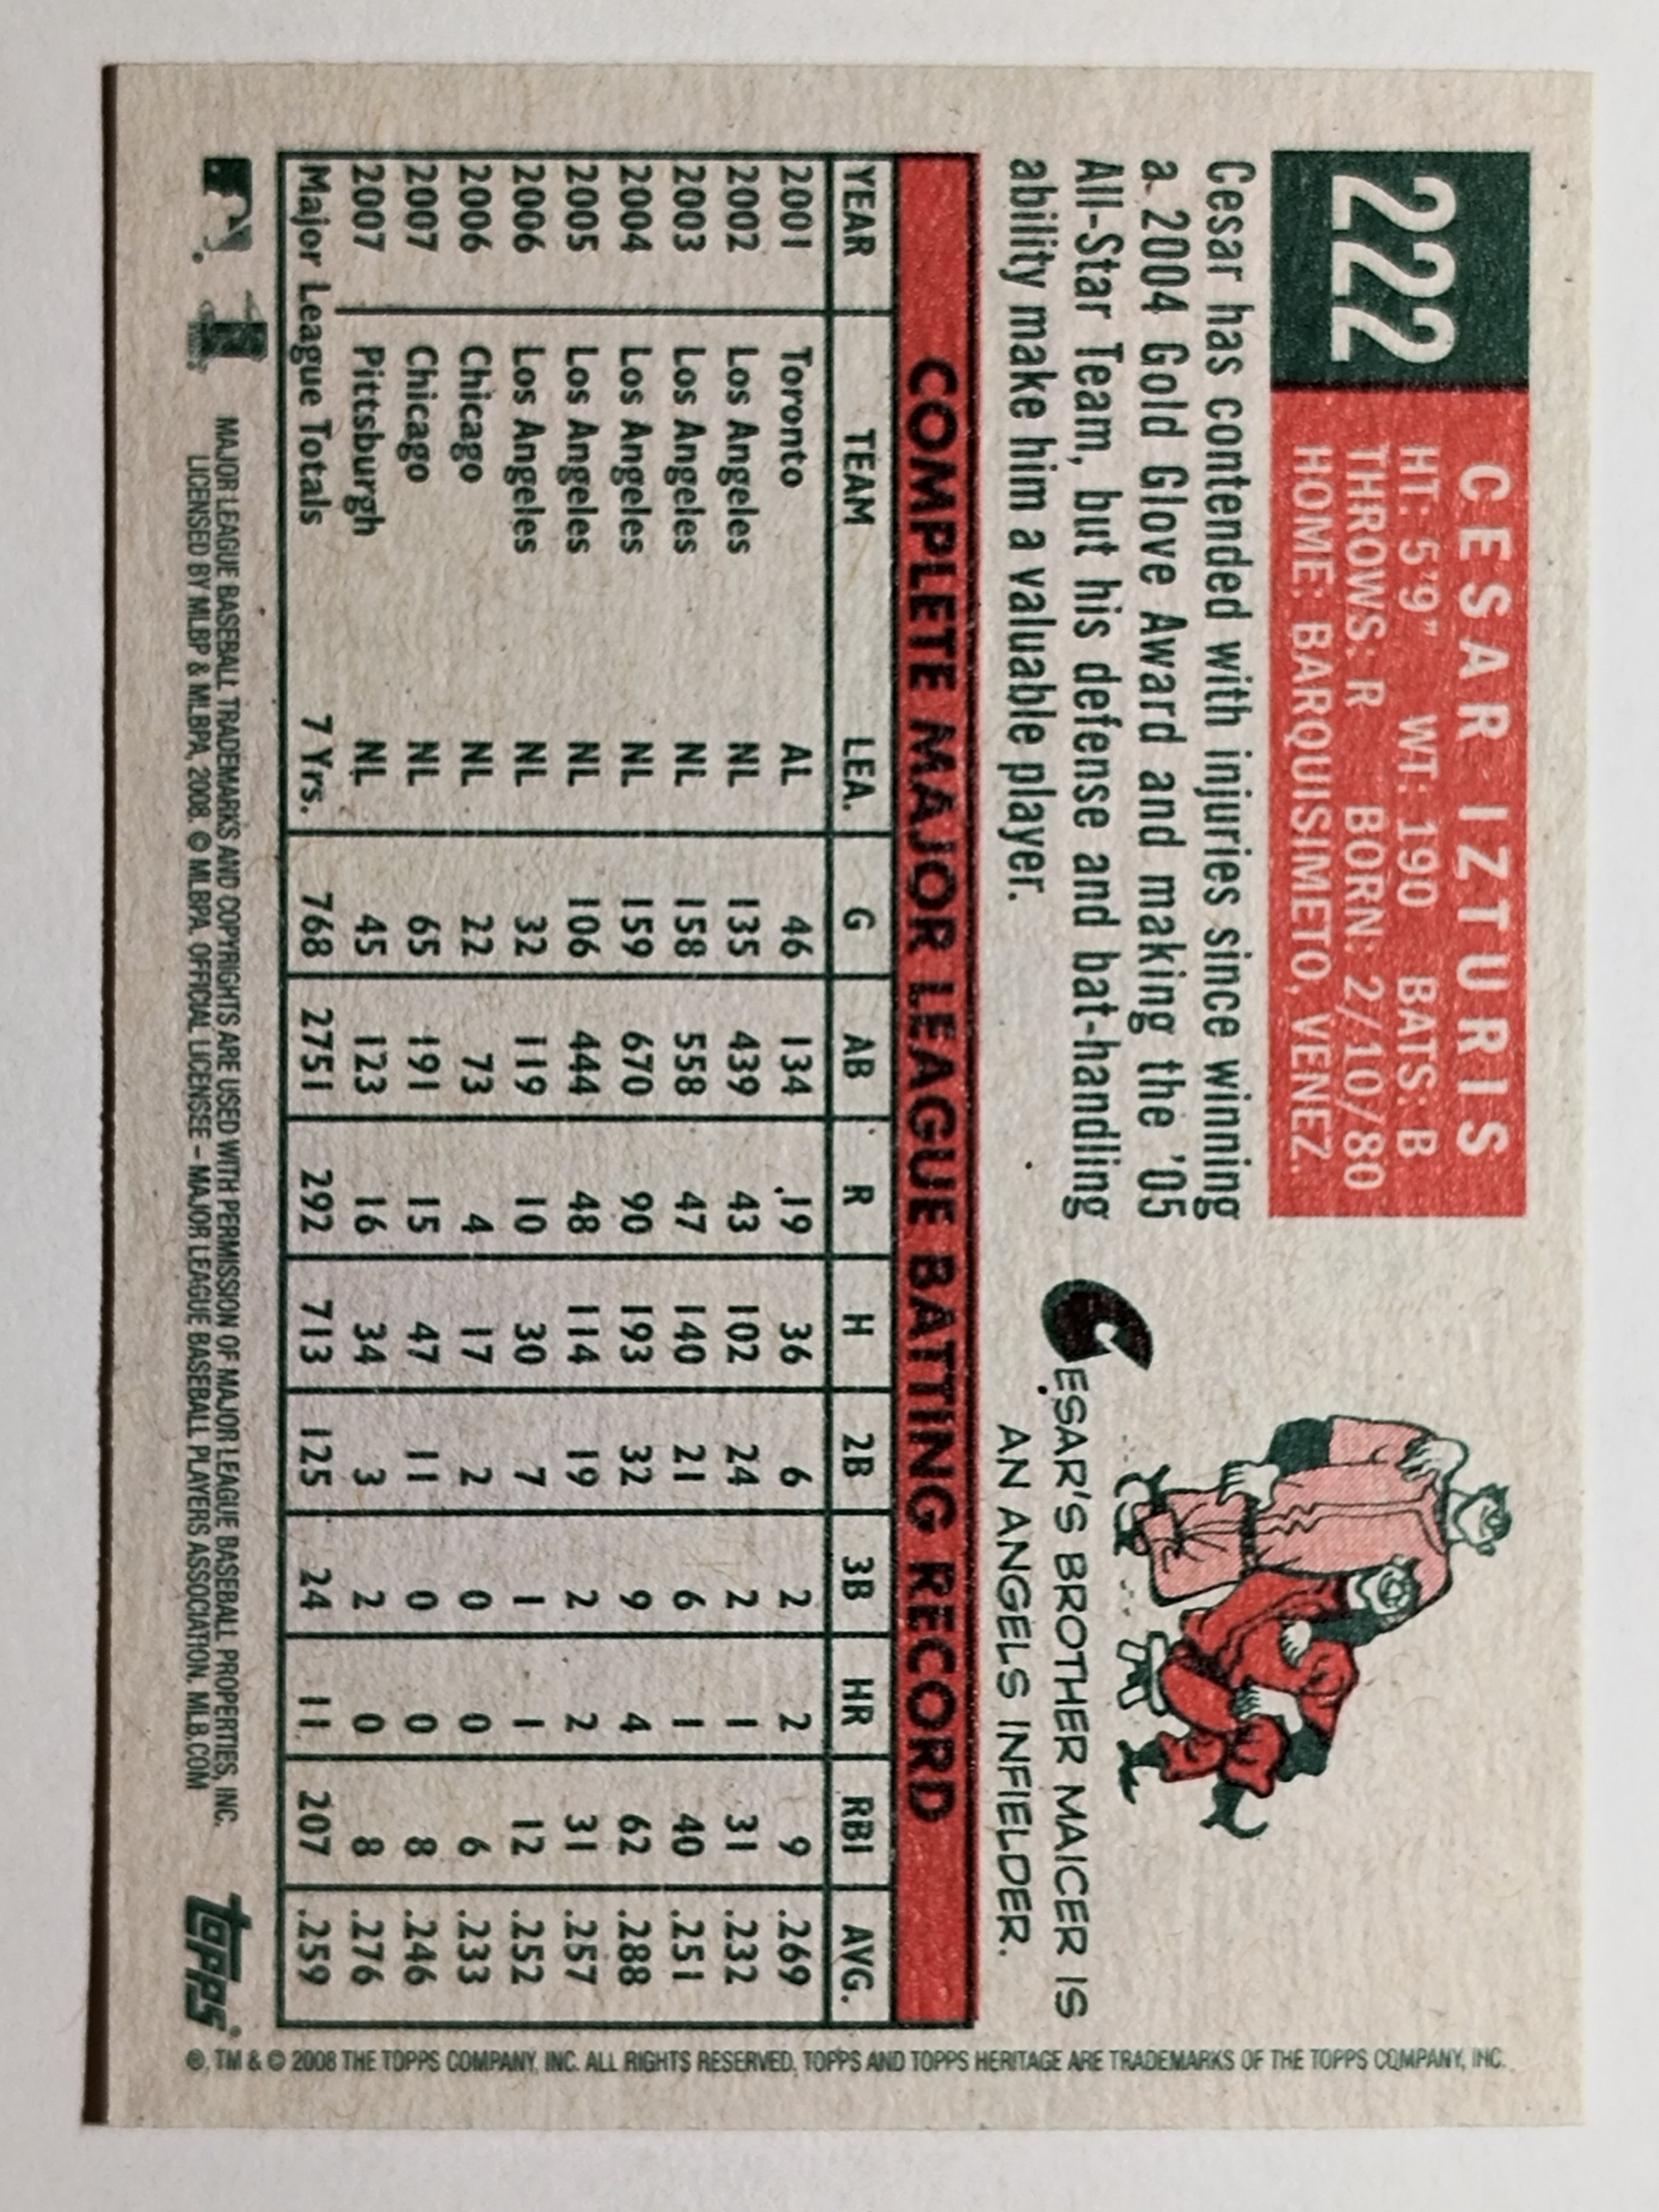 222
CESAR IZTURIS
HT: 5'9" WT: 190 BATS: B
THROWS: R BORN: 2/10/80
HOME: BARQUISIMETO, VENEZ.
Cesar has contended with injuries since winning
a 2004 Gold Glove Award and making the '05
All-Star Team, but his defense and bat-handling
ability make him a valuable player.
CESAR'S BROTHER MAICER IS
AN ANGELS INFIELDER.
COMPLETE MAJOR LEAGUE BATTING RECORD
YEAR TEAM LEA. G AB R H 2B 3B HR RBI AVG.
2001 Toronto AL 46 134 19 36 6 2 2 9 .269
2002 Los Angeles NL 135 439 43 102 24 2 1 31 .232
2003 Los Angeles NL 158 558 47 140 21 6 1 40 .251
2004 Los Angeles NL 159 670 90 193 32 9 4 62 .288
2005 Los Angeles NL 106 444 48 114 19 2 2 31 .257
2006 Los Angeles NL 32 119 10 30 7 1 1 12 .252
2006 Chicago NL 22 73 4 17 2 0 0 6 .233
2007 Chicago NL 65 191 15 47 11 0 0 8 .246
2007 Pittsburgh NL 45 123 16 34 3 2 0 8 .276
Major League Totals 7 Yrs. 768 2751 292 713 125 24 11 207 .259
MAJOR LEAGUE BASEBALL TRADEMARKS AND COPYRIGHTS ARE USED WITH PERMISSION OF MAJOR LEAGUE BASEBALL PROPERTIES, INC.
LICENSED BY MLBP & MLBPA, 2008. © MLBPA. OFFICIAL LICENSEE – MAJOR LEAGUE BASEBALL PLAYERS ASSOCIATION. MLB.COM
topps®
®, TM & © 2008 THE TOPPS COMPANY, INC. ALL RIGHTS RESERVED. TOPPS AND TOPPS HERITAGE ARE TRADEMARKS OF THE TOPPS COMPANY, INC.